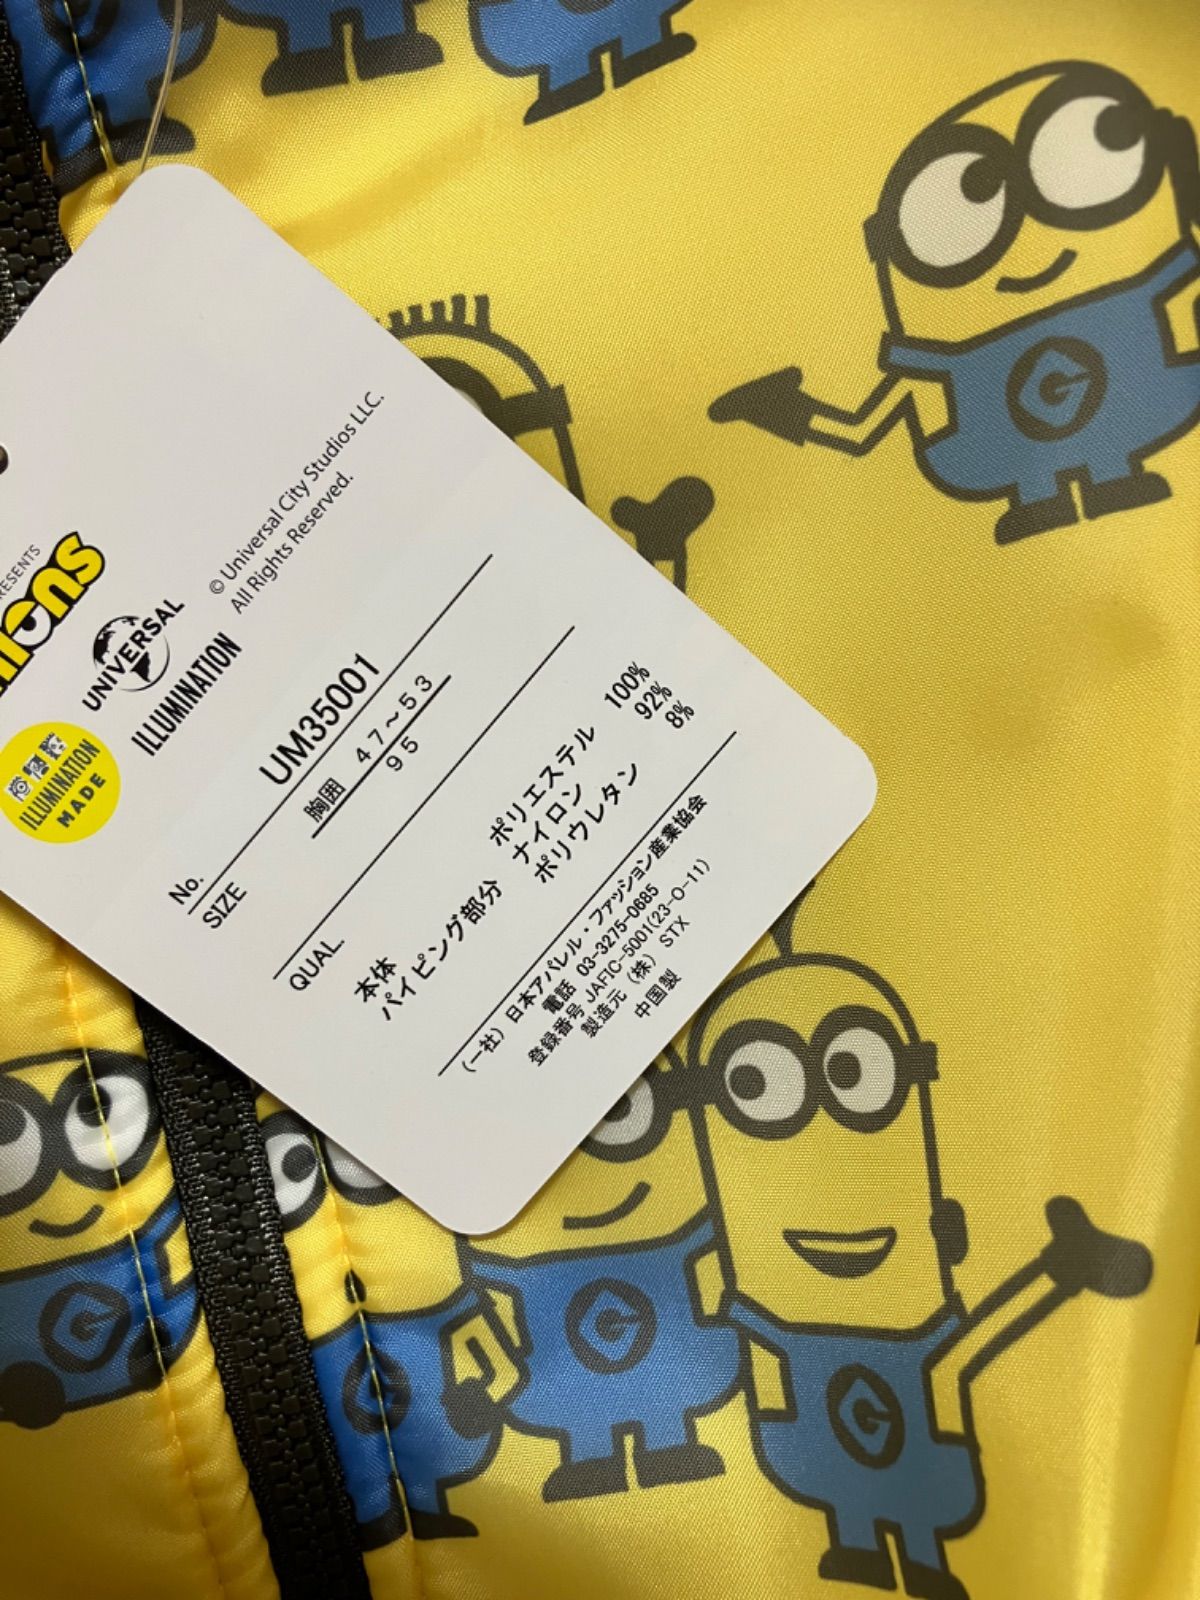 © Universal City Studios LLC.
All Rights Reserved.
UNIVERSAL
ILLUMINATION
ILLUMINATION
MADE
No. UM35001
SIZE 胸囲 47~53
95
QUAL.
本体 ポリエステル 100%
パイピング部分 ナイロン 92%
ポリウレタン 8%
(一社)日本アパレル・ファッション産業協会
電話 03-3275-0685
登録番号 JAFIC-5001(23-0-11)
製造元(株)STX
中国製